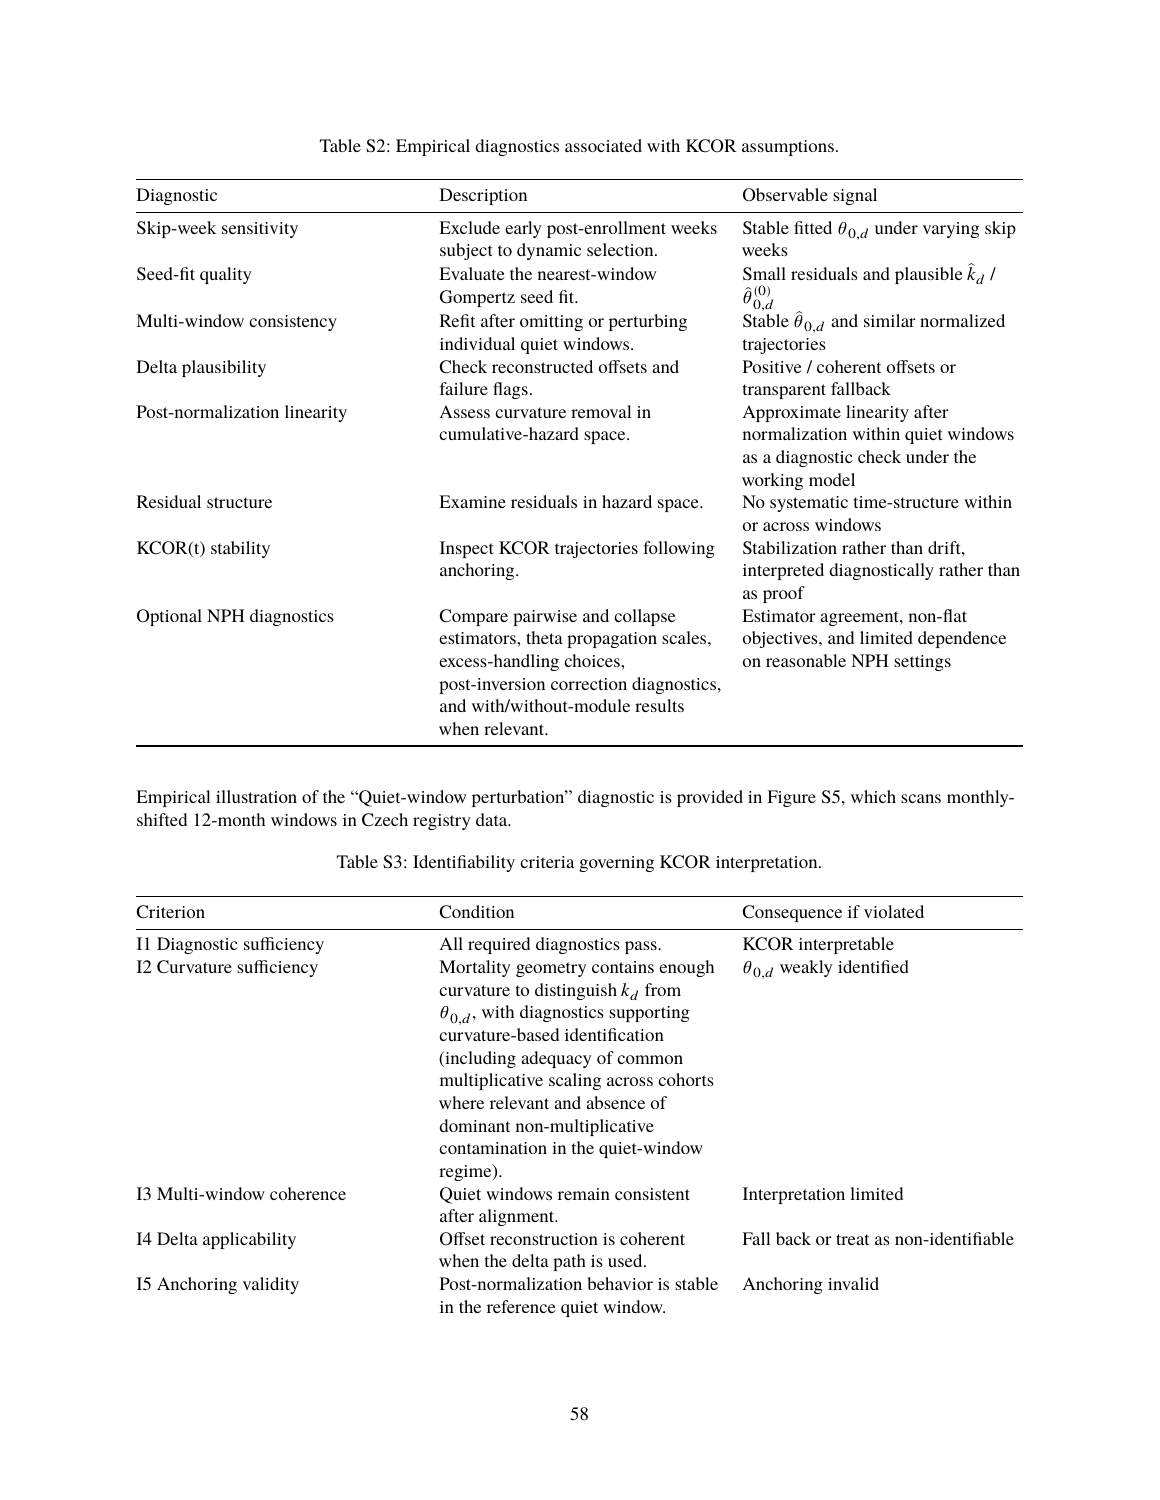 Table S2: Empirical diagnostics associated with KCOR assumptions.
Diagnostic Description Observable signal
Skip-week sensitivity Exclude early post-enrollment weeks Stable fitted θ0,d under varying skip
subject to dynamic selection. weeks
Seed-fit quality Evaluate the nearest-window Small residuals and plausible k̂d /
Gompertz seed fit. θ̂(0)0,d
Multi-window consistency Refit after omitting or perturbing Stable θ̂0,d and similar normalized
individual quiet windows. trajectories
Delta plausibility Check reconstructed offsets and Positive / coherent offsets or
failure flags. transparent fallback
Post-normalization linearity Assess curvature removal in Approximate linearity after
cumulative-hazard space. normalization within quiet windows
as a diagnostic check under the
working model
Residual structure Examine residuals in hazard space. No systematic time-structure within
or across windows
KCOR(t) stability Inspect KCOR trajectories following Stabilization rather than drift,
anchoring. interpreted diagnostically rather than
as proof
Optional NPH diagnostics Compare pairwise and collapse Estimator agreement, non-flat
estimators, theta propagation scales, objectives, and limited dependence
excess-handling choices, on reasonable NPH settings
post-inversion correction diagnostics,
and with/without-module results
when relevant.
Empirical illustration of the “Quiet-window perturbation” diagnostic is provided in Figure S5, which scans monthly-
shifted 12-month windows in Czech registry data.
Table S3: Identifiability criteria governing KCOR interpretation.
Criterion Condition Consequence if violated
I1 Diagnostic sufficiency All required diagnostics pass. KCOR interpretable
I2 Curvature sufficiency Mortality geometry contains enough θ0,d weakly identified
curvature to distinguish kd from
θ0,d, with diagnostics supporting
curvature-based identification
(including adequacy of common
multiplicative scaling across cohorts
where relevant and absence of
dominant non-multiplicative
contamination in the quiet-window
regime).
I3 Multi-window coherence Quiet windows remain consistent Interpretation limited
after alignment.
I4 Delta applicability Offset reconstruction is coherent Fall back or treat as non-identifiable
when the delta path is used.
I5 Anchoring validity Post-normalization behavior is stable Anchoring invalid
in the reference quiet window.
58